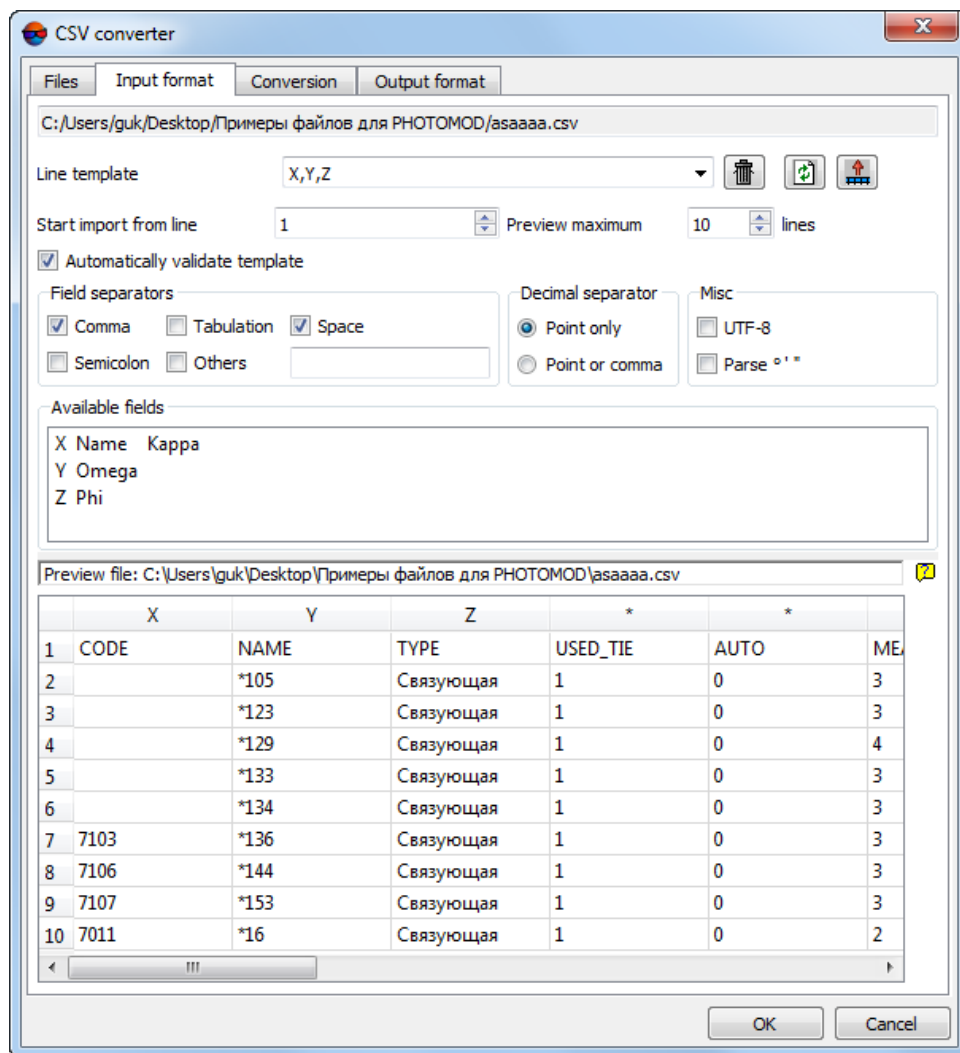 CSV converter
Files Input format Conversion Output format
C:/Users/guk/Desktop/Примеры файлов для PHOTOMOD/asaaaa.csv
Line template X,Y,Z
Start import from line 1 Preview maximum 10 lines
Automatically validate template
Field separators Decimal separator Misc
Comma Tabulation Space Point only UTF-8
Semicolon Others Point or comma Parse ° ' "
Available fields
X Name Kappa
Y Omega
Z Phi
Preview file: C:\Users\guk\Desktop\Примеры файлов для PHOTOMOD\asaaaa.csv
X Y Z * *
1 CODE NAME TYPE USED_TIE AUTO
2 *105 Связующая 1 0 3
3 *123 Связующая 1 0 3
4 *129 Связующая 1 0 4
5 *133 Связующая 1 0 3
6 *134 Связующая 1 0 3
7 7103 *136 Связующая 1 0 3
8 7106 *144 Связующая 1 0 3
9 7107 *153 Связующая 1 0 3
10 7011 *16 Связующая 1 0 2
OK Cancel